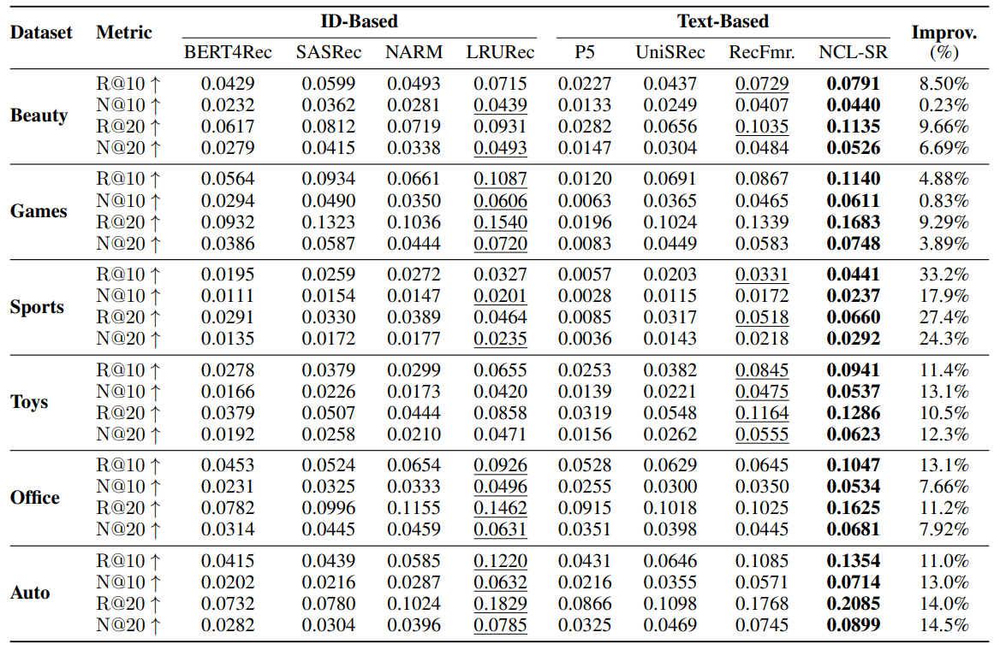 ID-Based Text-Based
Dataset Metric Improv.
BERT4Rec SASRec NARM LRURec P5 UniSRec RecFmr. NCL-SR (%)
R@10 ↑ 0.0429 0.0599 0.0493 0.0715 0.0227 0.0437 0.0729 0.0791 8.50%
Beauty N@10 ↑ 0.0232 0.0362 0.0281 0.0439 0.0133 0.0249 0.0407 0.0440 0.23%
R@20 ↑ 0.0617 0.0812 0.0719 0.0931 0.0282 0.0656 0.1035 0.1135 9.66%
N@20 ↑ 0.0279 0.0415 0.0338 0.0493 0.0147 0.0304 0.0484 0.0526 6.69%
R@10 ↑ 0.0564 0.0934 0.0661 0.1087 0.0120 0.0691 0.0867 0.1140 4.88%
Games N@10 ↑ 0.0294 0.0490 0.0350 0.0606 0.0063 0.0365 0.0465 0.0611 0.83%
R@20 ↑ 0.0932 0.1323 0.1036 0.1540 0.0196 0.1024 0.1339 0.1683 9.29%
N@20 ↑ 0.0386 0.0587 0.0444 0.0720 0.0083 0.0449 0.0583 0.0748 3.89%
R@10 ↑ 0.0195 0.0259 0.0272 0.0327 0.0057 0.0203 0.0331 0.0441 33.2%
Sports N@10 ↑ 0.0111 0.0154 0.0147 0.0201 0.0028 0.0115 0.0172 0.0237 17.9%
R@20 ↑ 0.0291 0.0330 0.0389 0.0464 0.0085 0.0317 0.0518 0.0660 27.4%
N@20 ↑ 0.0135 0.0172 0.0177 0.0235 0.0036 0.0143 0.0218 0.0292 24.3%
R@10 ↑ 0.0278 0.0379 0.0299 0.0655 0.0253 0.0382 0.0845 0.0941 11.4%
Toys N@10 ↑ 0.0166 0.0226 0.0173 0.0420 0.0139 0.0221 0.0475 0.0537 13.1%
R@20 ↑ 0.0379 0.0507 0.0444 0.0858 0.0319 0.0548 0.1164 0.1286 10.5%
N@20 ↑ 0.0192 0.0258 0.0210 0.0471 0.0156 0.0262 0.0555 0.0623 12.3%
R@10 ↑ 0.0453 0.0524 0.0654 0.0926 0.0528 0.0629 0.0645 0.1047 13.1%
Office N@10 ↑ 0.0231 0.0325 0.0333 0.0496 0.0255 0.0300 0.0350 0.0534 7.66%
R@20 ↑ 0.0782 0.0996 0.1155 0.1462 0.0915 0.1018 0.1025 0.1625 11.2%
N@20 ↑ 0.0314 0.0445 0.0459 0.0631 0.0351 0.0398 0.0445 0.0681 7.92%
R@10 ↑ 0.0415 0.0439 0.0585 0.1220 0.0431 0.0646 0.1085 0.1354 11.0%
Auto N@10 ↑ 0.0202 0.0216 0.0287 0.0632 0.0216 0.0355 0.0571 0.0714 13.0%
R@20 ↑ 0.0732 0.0780 0.1024 0.1829 0.0866 0.1098 0.1768 0.2085 14.0%
N@20 ↑ 0.0282 0.0304 0.0396 0.0785 0.0325 0.0469 0.0745 0.0899 14.5%